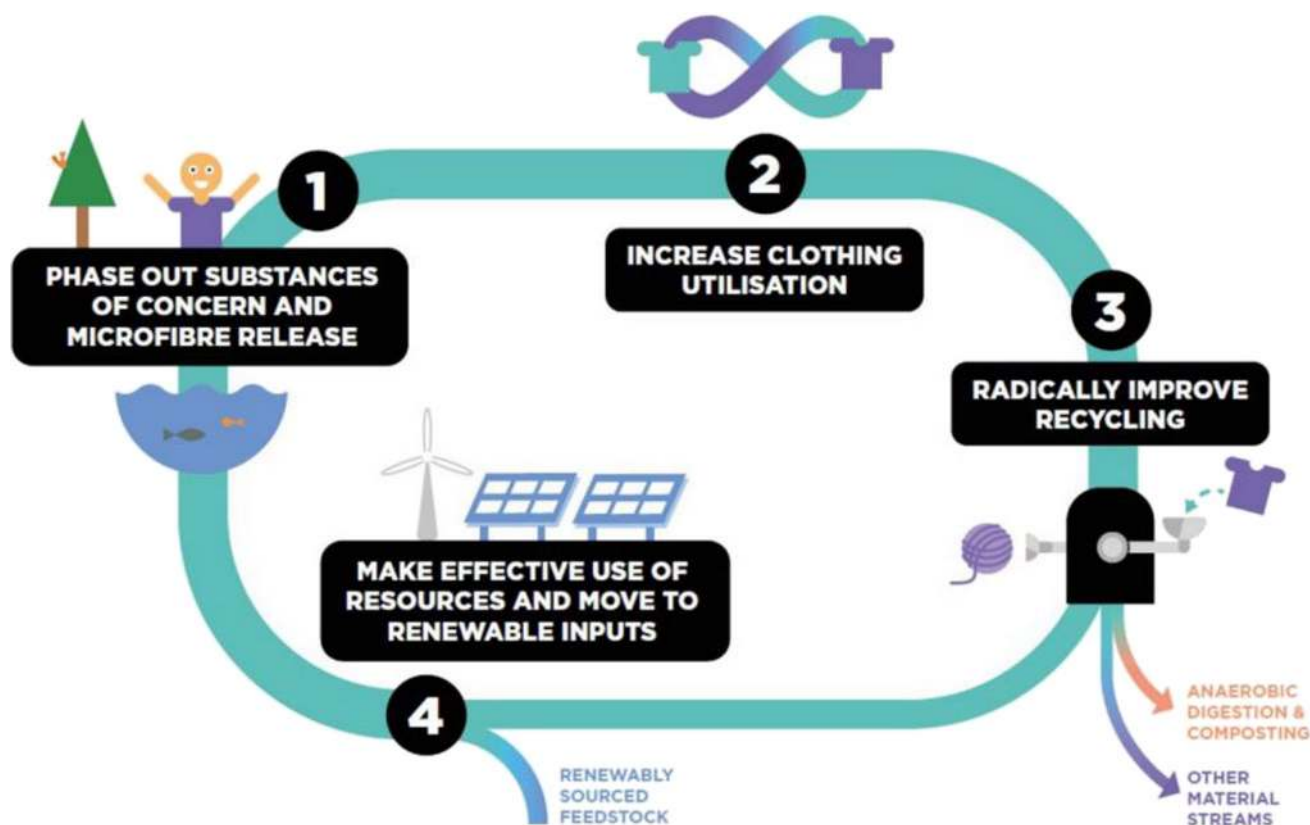 1
PHASE OUT SUBSTANCES
OF CONCERN AND
MICROFIBRE RELEASE
2
INCREASE CLOTHING
UTILISATION
3
RADICALLY IMPROVE
RECYCLING
MAKE EFFECTIVE USE OF
RESOURCES AND MOVE TO
RENEWABLE INPUTS
4
RENEWABLY
SOURCED
FEEDSTOCK
ANAEROBIC
DIGESTION &
COMPOSTING
OTHER
MATERIAL
STREAMS